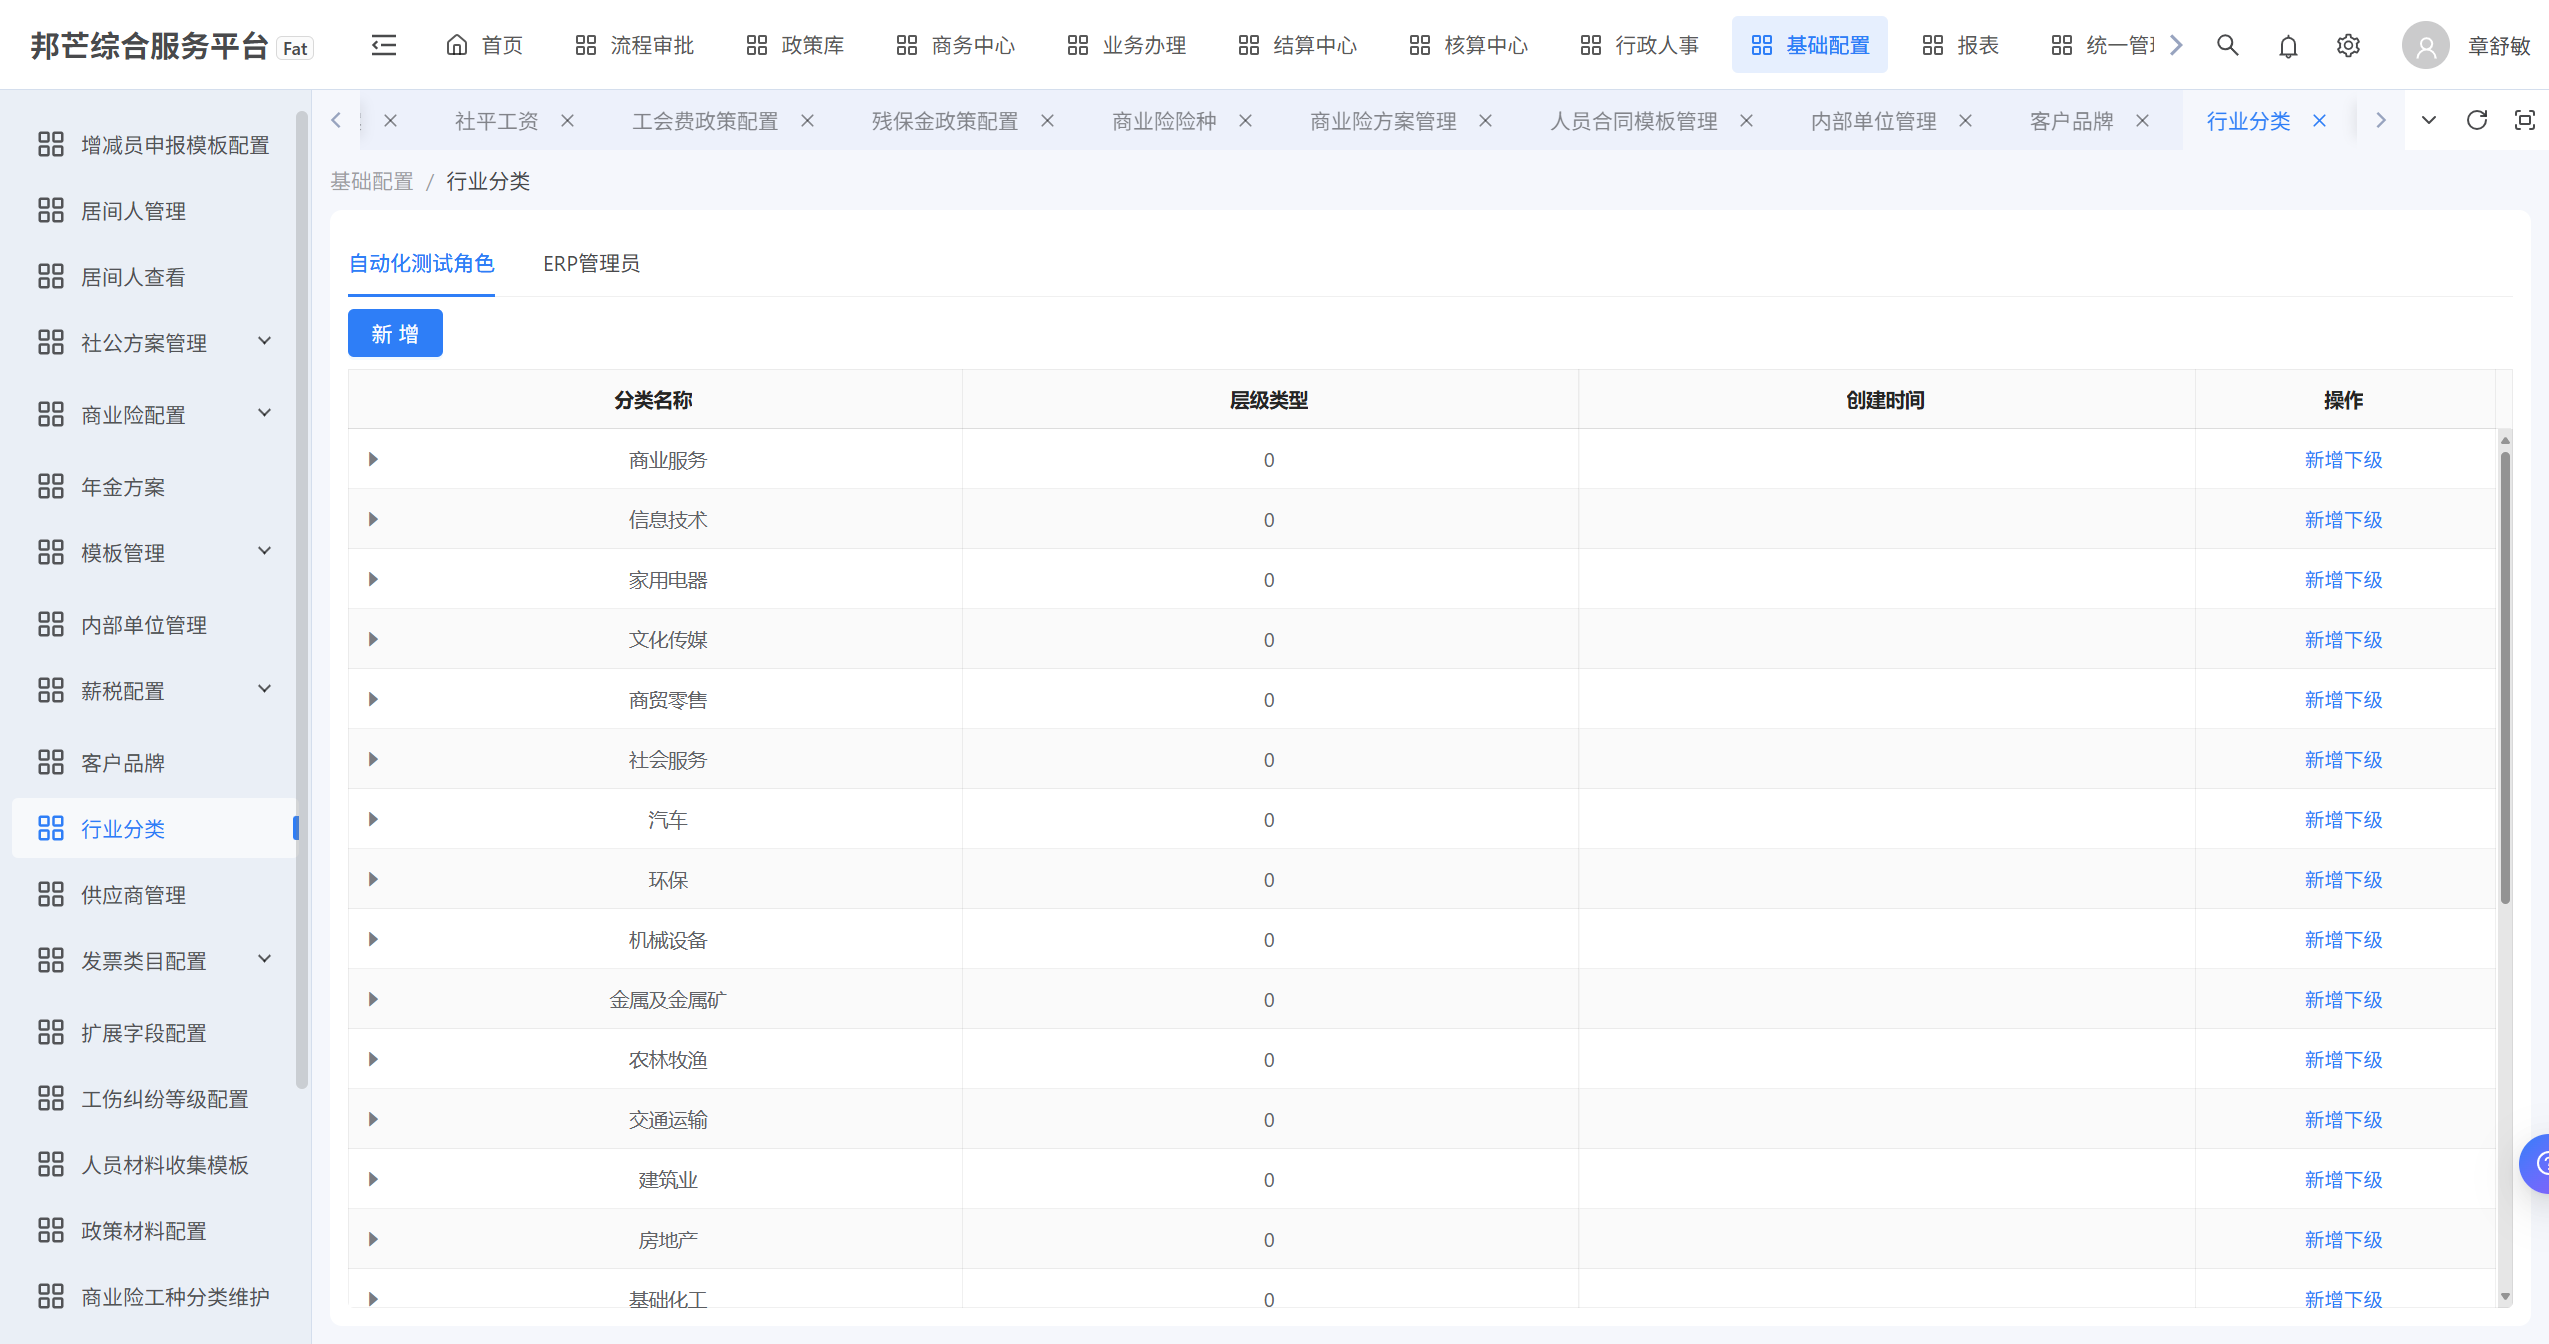 邦芒综合服务平台 Fat 首页 流程审批 政策库 商务中心 业务办理 结算中心 核算中心 行政人事 基础配置 报表 统一管 章舒敏
社平工资 工会费政策配置 残保金政策配置 商业险险种 商业险方案管理 人员合同模板管理 内部单位管理 客户品牌 行业分类
基础配置 / 行业分类
增减员申报模板配置
居间人管理
居间人查看
社公方案管理
商业险配置
年金方案
模板管理
内部单位管理
薪税配置
客户品牌
行业分类
供应商管理
发票类目配置
扩展字段配置
工伤纠纷等级配置
人员材料收集模板
政策材料配置
商业险工种分类维护
自动化测试角色 ERP管理员
新 增
分类名称 层级类型 创建时间 操作
商业服务 0 新增下级
信息技术 0 新增下级
家用电器 0 新增下级
文化传媒 0 新增下级
商贸零售 0 新增下级
社会服务 0 新增下级
汽车 0 新增下级
环保 0 新增下级
机械设备 0 新增下级
金属及金属矿 0 新增下级
农林牧渔 0 新增下级
交通运输 0 新增下级
建筑业 0 新增下级
房地产 0 新增下级
基础化工 0 新增下级